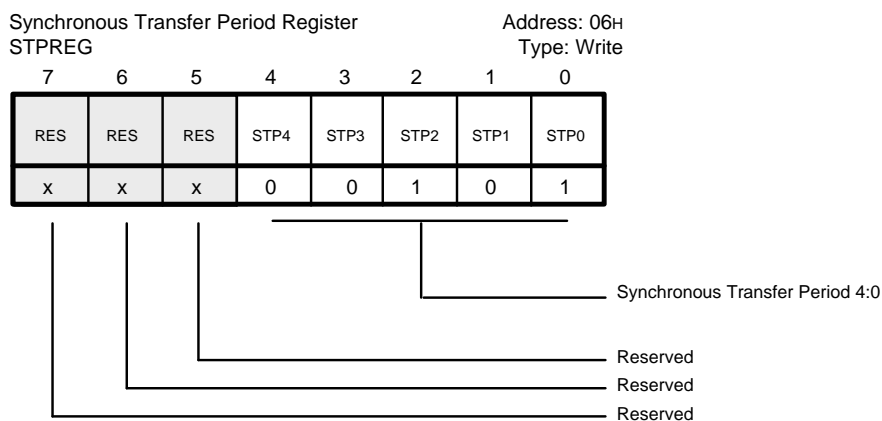 Synchronous Transfer Period Register Address: 06H
STPREG Type: Write
7 6 5 4 3 2 1 0
RES RES RES STP4 STP3 STP2 STP1 STP0
x x x 0 0 1 0 1
Synchronous Transfer Period 4:0
Reserved
Reserved
Reserved